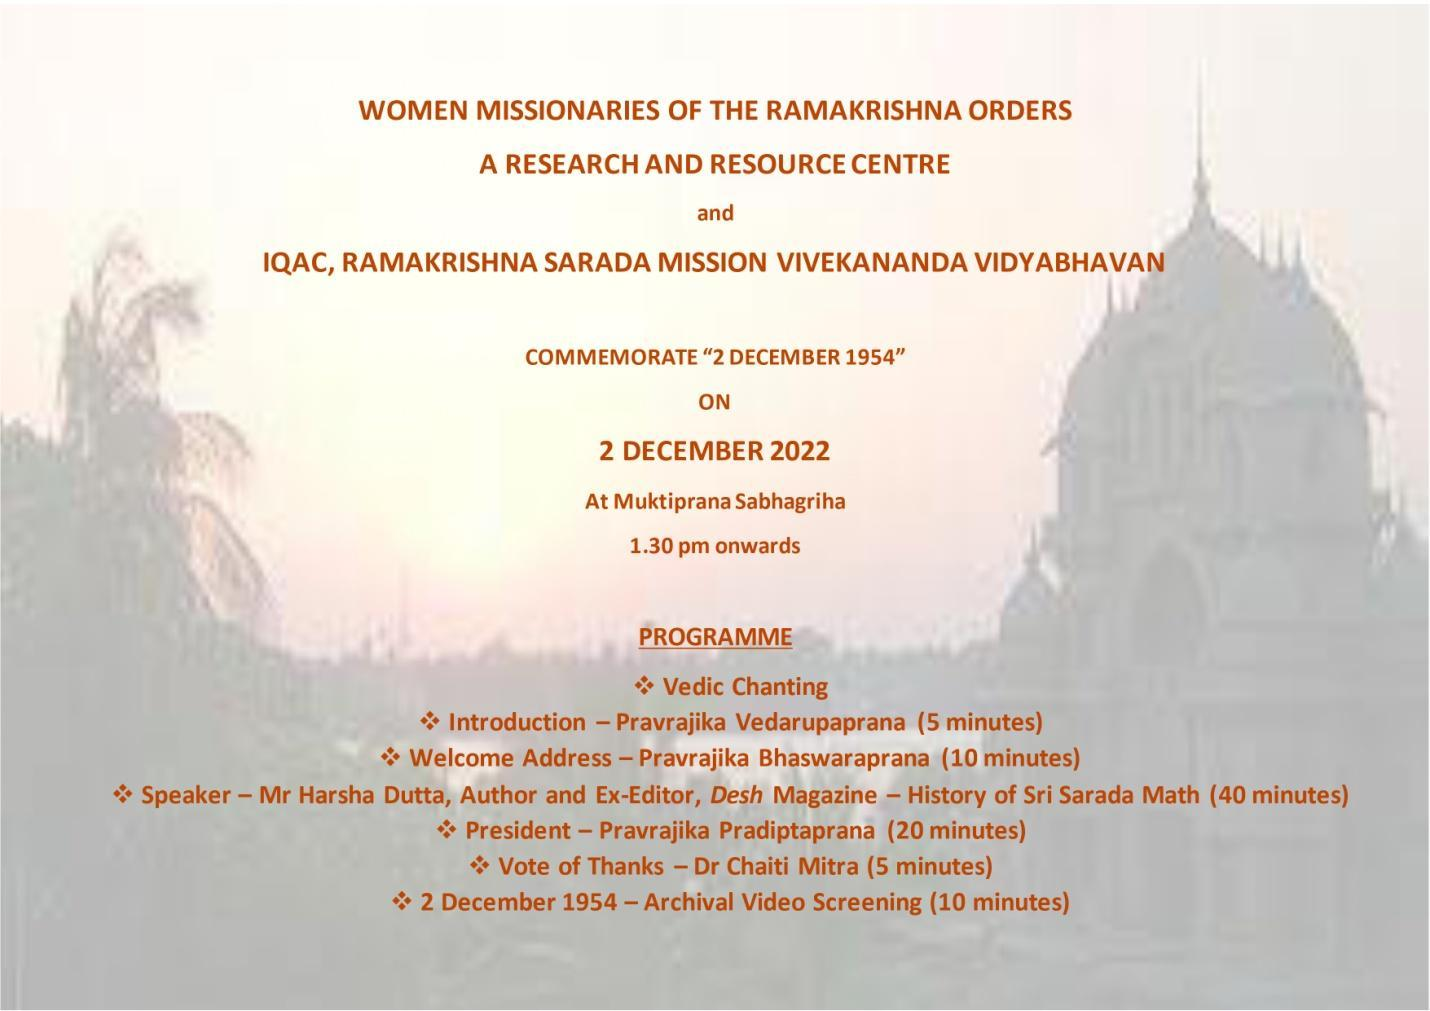 WOMEN MISSIONARIES OF THE RAMAKRISHNA ORDERS
A RESEARCH AND RESOURCE CENTRE
and
IQAC, RAMAKRISHNA SARADA MISSION VIVEKANANDA VIDYABHAVAN
COMMEMORATE “2 DECEMBER 1954”
ON
2 DECEMBER 2022
At Muktiprana Sabhagriha
1.30 pm onwards
PROGRAMME
❖ Vedic Chanting
❖ Introduction – Pravrajika Vedarupaprana (5 minutes)
❖ Welcome Address – Pravrajika Bhaswaraprana (10 minutes)
❖ Speaker – Mr Harsha Dutta, Author and Ex-Editor, Desh Magazine – History of Sri Sarada Math (40 minutes)
❖ President – Pravrajika Pradiptaprana (20 minutes)
❖ Vote of Thanks – Dr Chaiti Mitra (5 minutes)
❖ 2 December 1954 – Archival Video Screening (10 minutes)